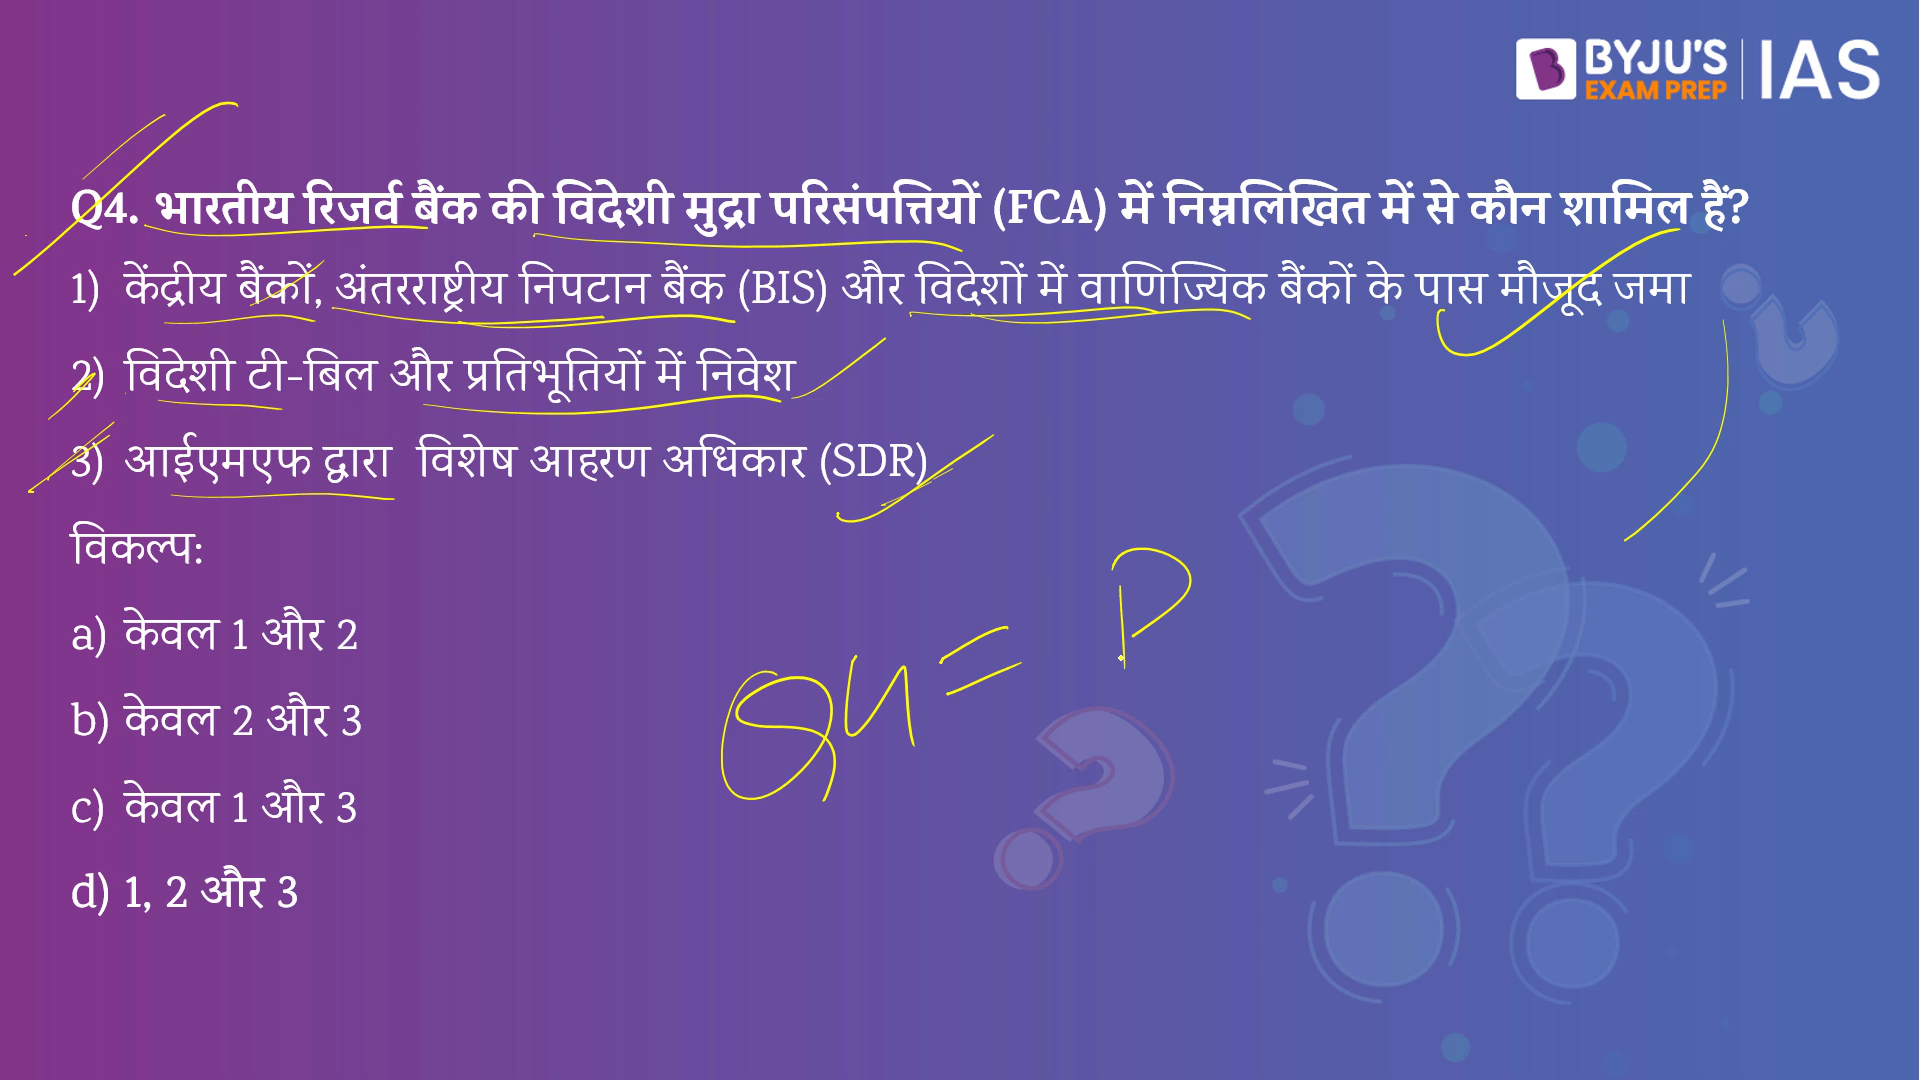 BYJU'S
EXAM PREP
IAS
Q4. भारतीय रिजर्व बैंक की विदेशी मुद्रा परिसंपत्तियों (FCA) में निम्नलिखित में से कौन शामिल हैं?
1) केंद्रीय बैंकों, अंतरराष्ट्रीय निपटान बैंक (BIS) और विदेशों में वाणिज्यिक बैंकों के पास मौजूद जमा
2) विदेशी टी-बिल और प्रतिभूतियों में निवेश
3) आईएमएफ द्वारा विशेष आहरण अधिकार (SDR)
विकल्प:
a) केवल 1 और 2
b) केवल 2 और 3
c) केवल 1 और 3
d) 1, 2 और 3
Q4 = P